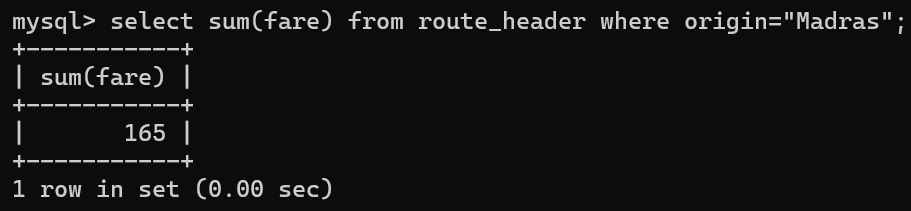 mysql> select sum(fare) from route_header where origin="Madras";
+-----------+
| sum(fare) |
+-----------+
|       165 |
+-----------+
1 row in set (0.00 sec)